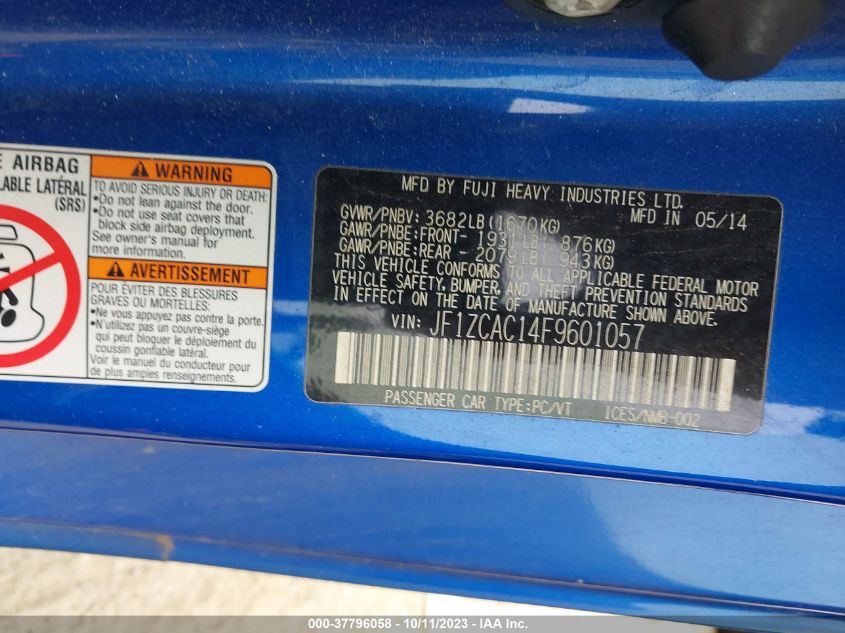 E AIRBAG
LABLE LATÉRAL
(SRS)
WARNING
TO AVOID SERIOUS INJURY OR DEATH:
•Do not lean against the door.
•Do not use seat covers that
block side airbag deployment.
See owner's manual for
more information.
AVERTISSEMENT
POUR ÉVITER DES BLESSURES
GRAVES OU MORTELLES:
•Ne vous appuyez pas contre la porte.
•N'utilisez pas un couvre-siège
qui peut bloquer le déploiement du
coussin gonflable latéral.
Voir le manuel du conducteur pour
de plus amples renseignement.
MFD BY FUJI HEAVY INDUSTRIES LTD.
GVWR/PNBV: 3682LB(1670KG) MFD IN 05/14
GAWR/PNBE:FRONT- 1931LB( 876KG)
GAWR/PNBE:REAR - 2079LB( 943KG)
THIS VEHICLE CONFORMS TO ALL APPLICABLE FEDERAL MOTOR
VEHICLE SAFETY, BUMPER, AND THEFT PREVENTION STANDARDS
IN EFFECT ON THE DATE OF MANUFACTURE SHOWN ABOVE.
VIN: JF1ZCAC14F9601057
PASSENGER CAR TYPE:PC/VT ICES/NMB-002
000-37796058 - 10/11/2023 - IAA Inc.